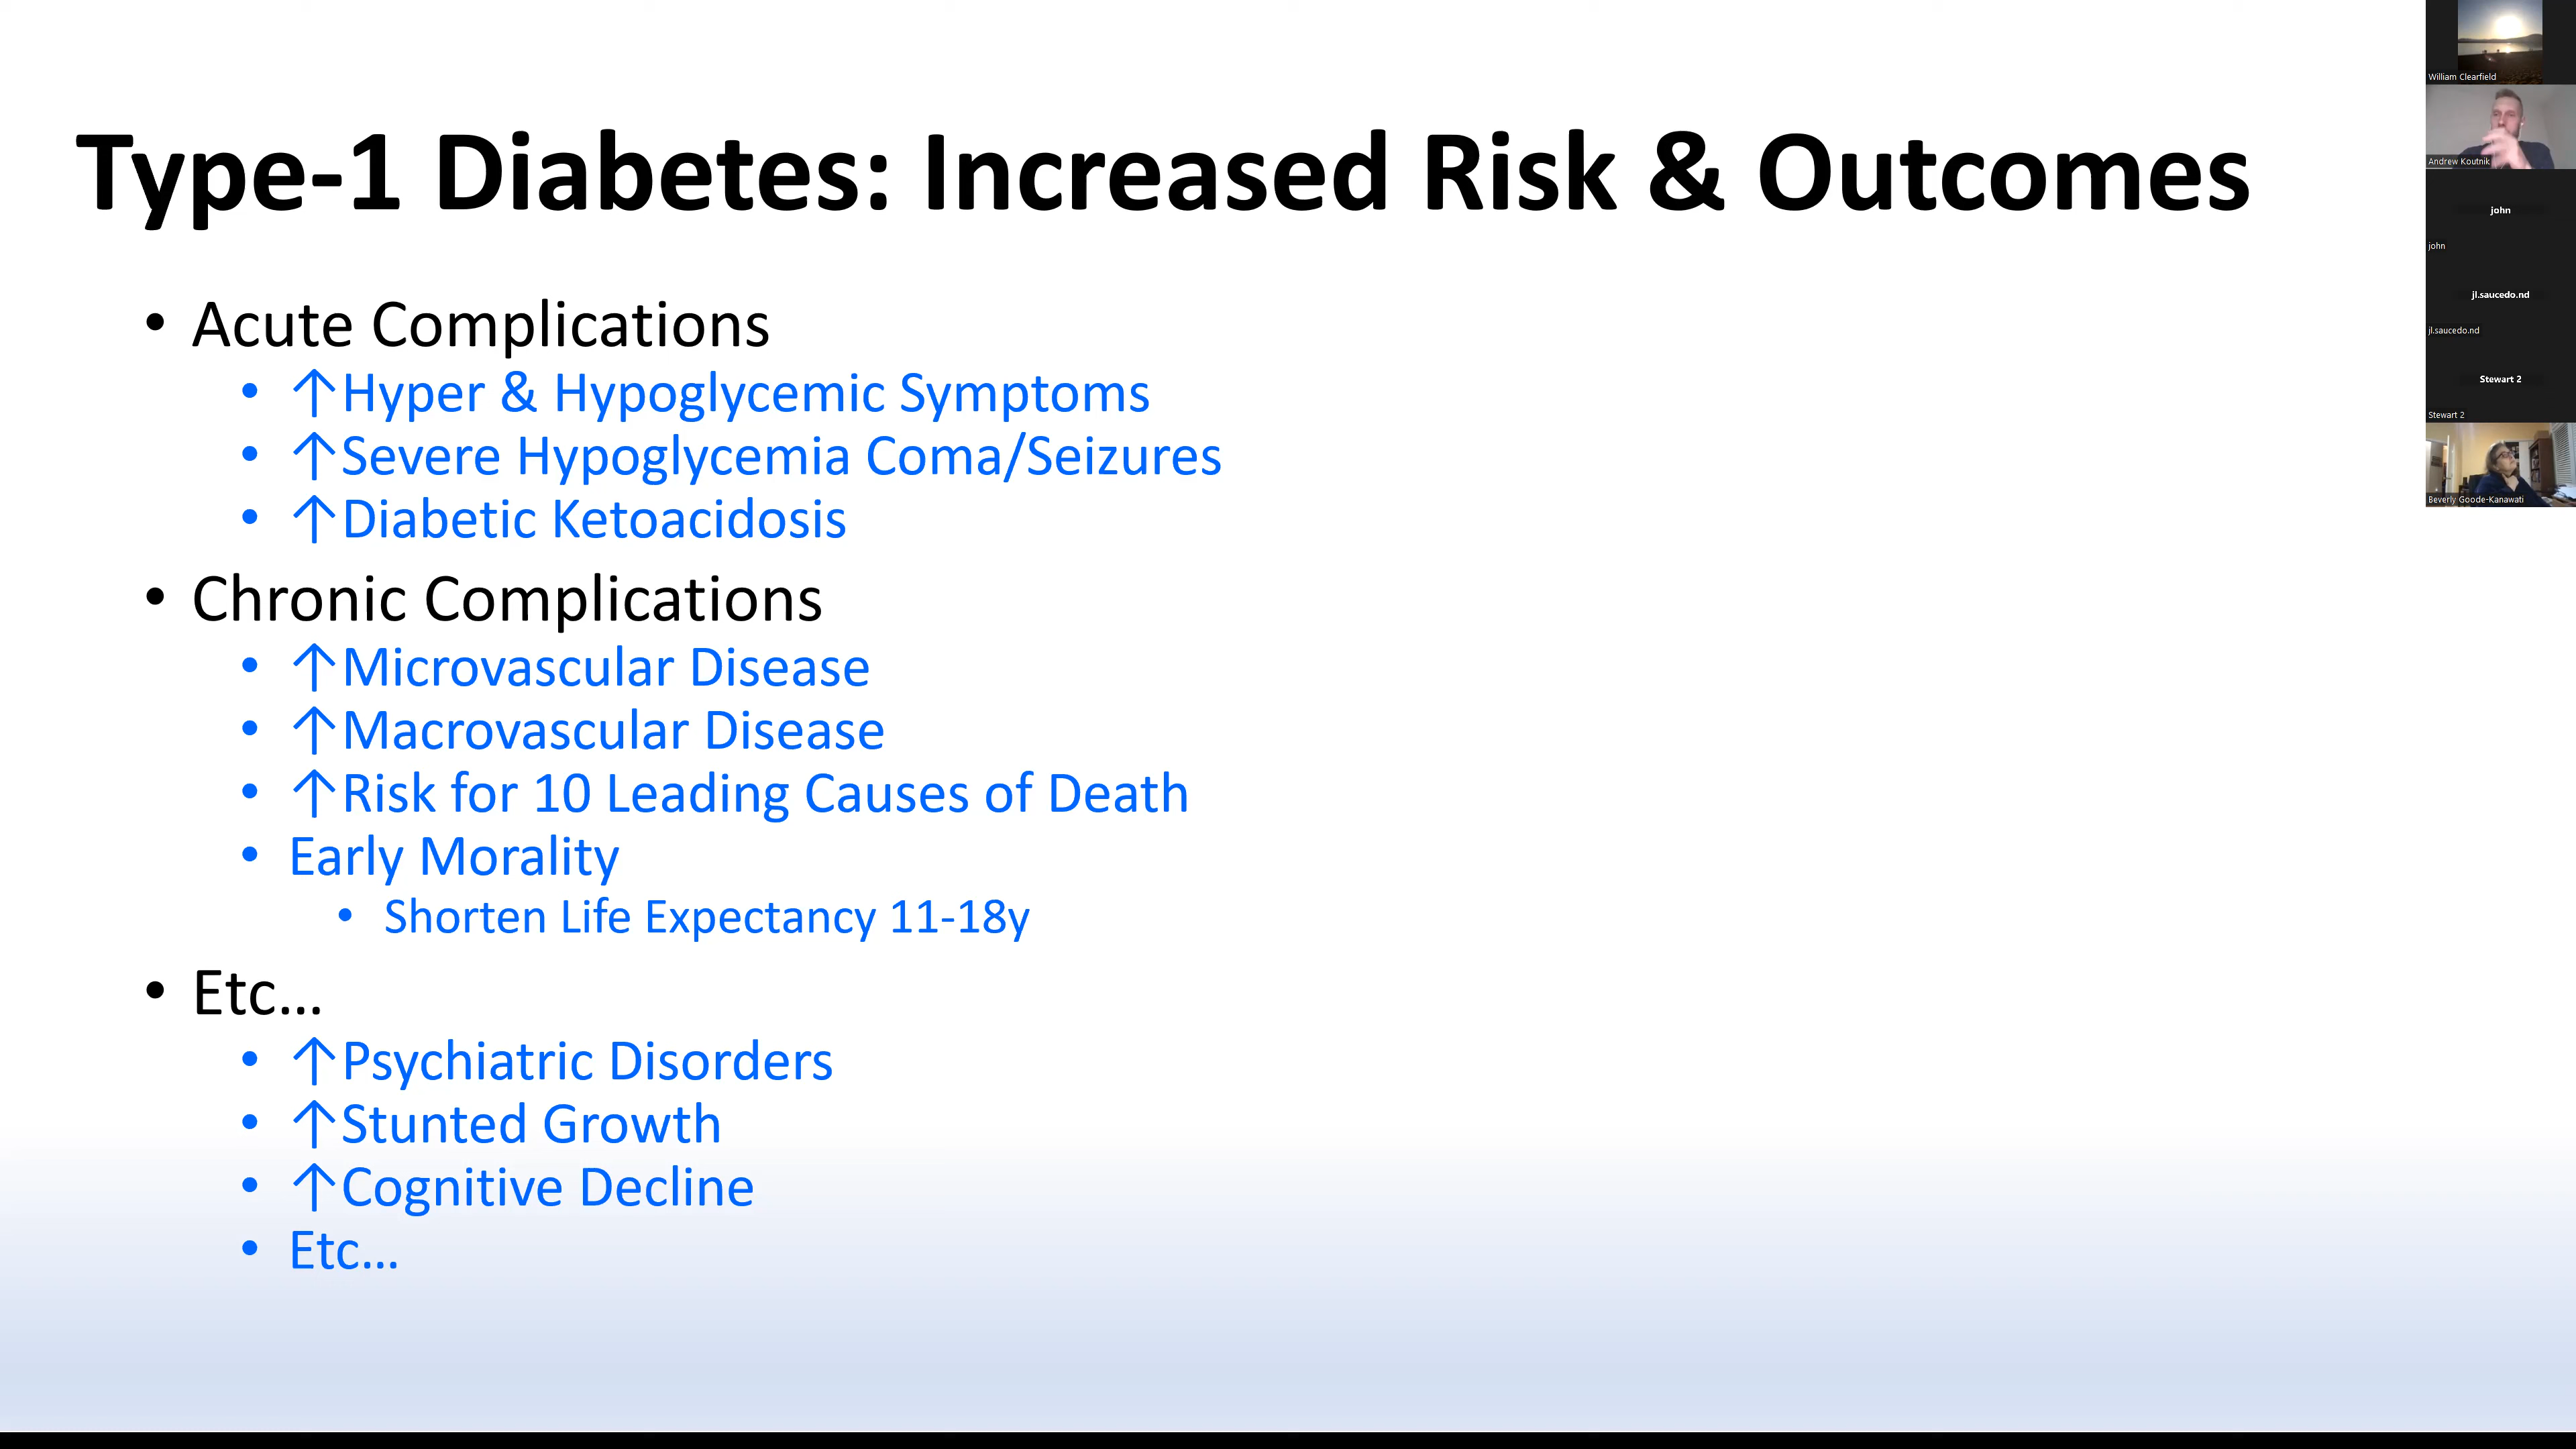 Type-1 Diabetes: Increased Risk & Outcomes
• Acute Complications
• ↑Hyper & Hypoglycemic Symptoms
• ↑Severe Hypoglycemia Coma/Seizures
• ↑Diabetic Ketoacidosis
• Chronic Complications
• ↑Microvascular Disease
• ↑Macrovascular Disease
• ↑Risk for 10 Leading Causes of Death
• Early Morality
• Shorten Life Expectancy 11-18y
• Etc...
• ↑Psychiatric Disorders
• ↑Stunted Growth
• ↑Cognitive Decline
• Etc...
William Clearfield
Andrew Koutnik
john
john
jl.saucedo.nd
jl.saucedo.nd
Stewart 2
Stewart 2
Beverly Goode-Kanawati